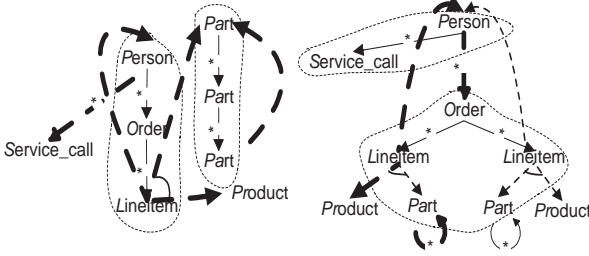 Part
Person
*
*
*
Part
Order
Service_call
*
*
Part
LineItem
Product
Person
*
Service_call
*
Order
*
*
LineItem
LineItem
Product
Part
Part
Product
*
*